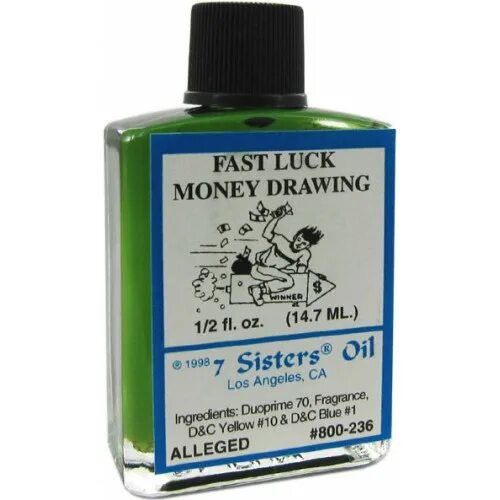 FAST LUCK
MONEY DRAWING
WINNER $
1/2 fl. oz. (14.7 ML.)
® 1998 7 Sisters® Oil
Los Angeles, CA
Ingredients: Duoprime 70, Fragrance,
D&C Yellow #10 & D&C Blue #1
ALLEGED #800-236